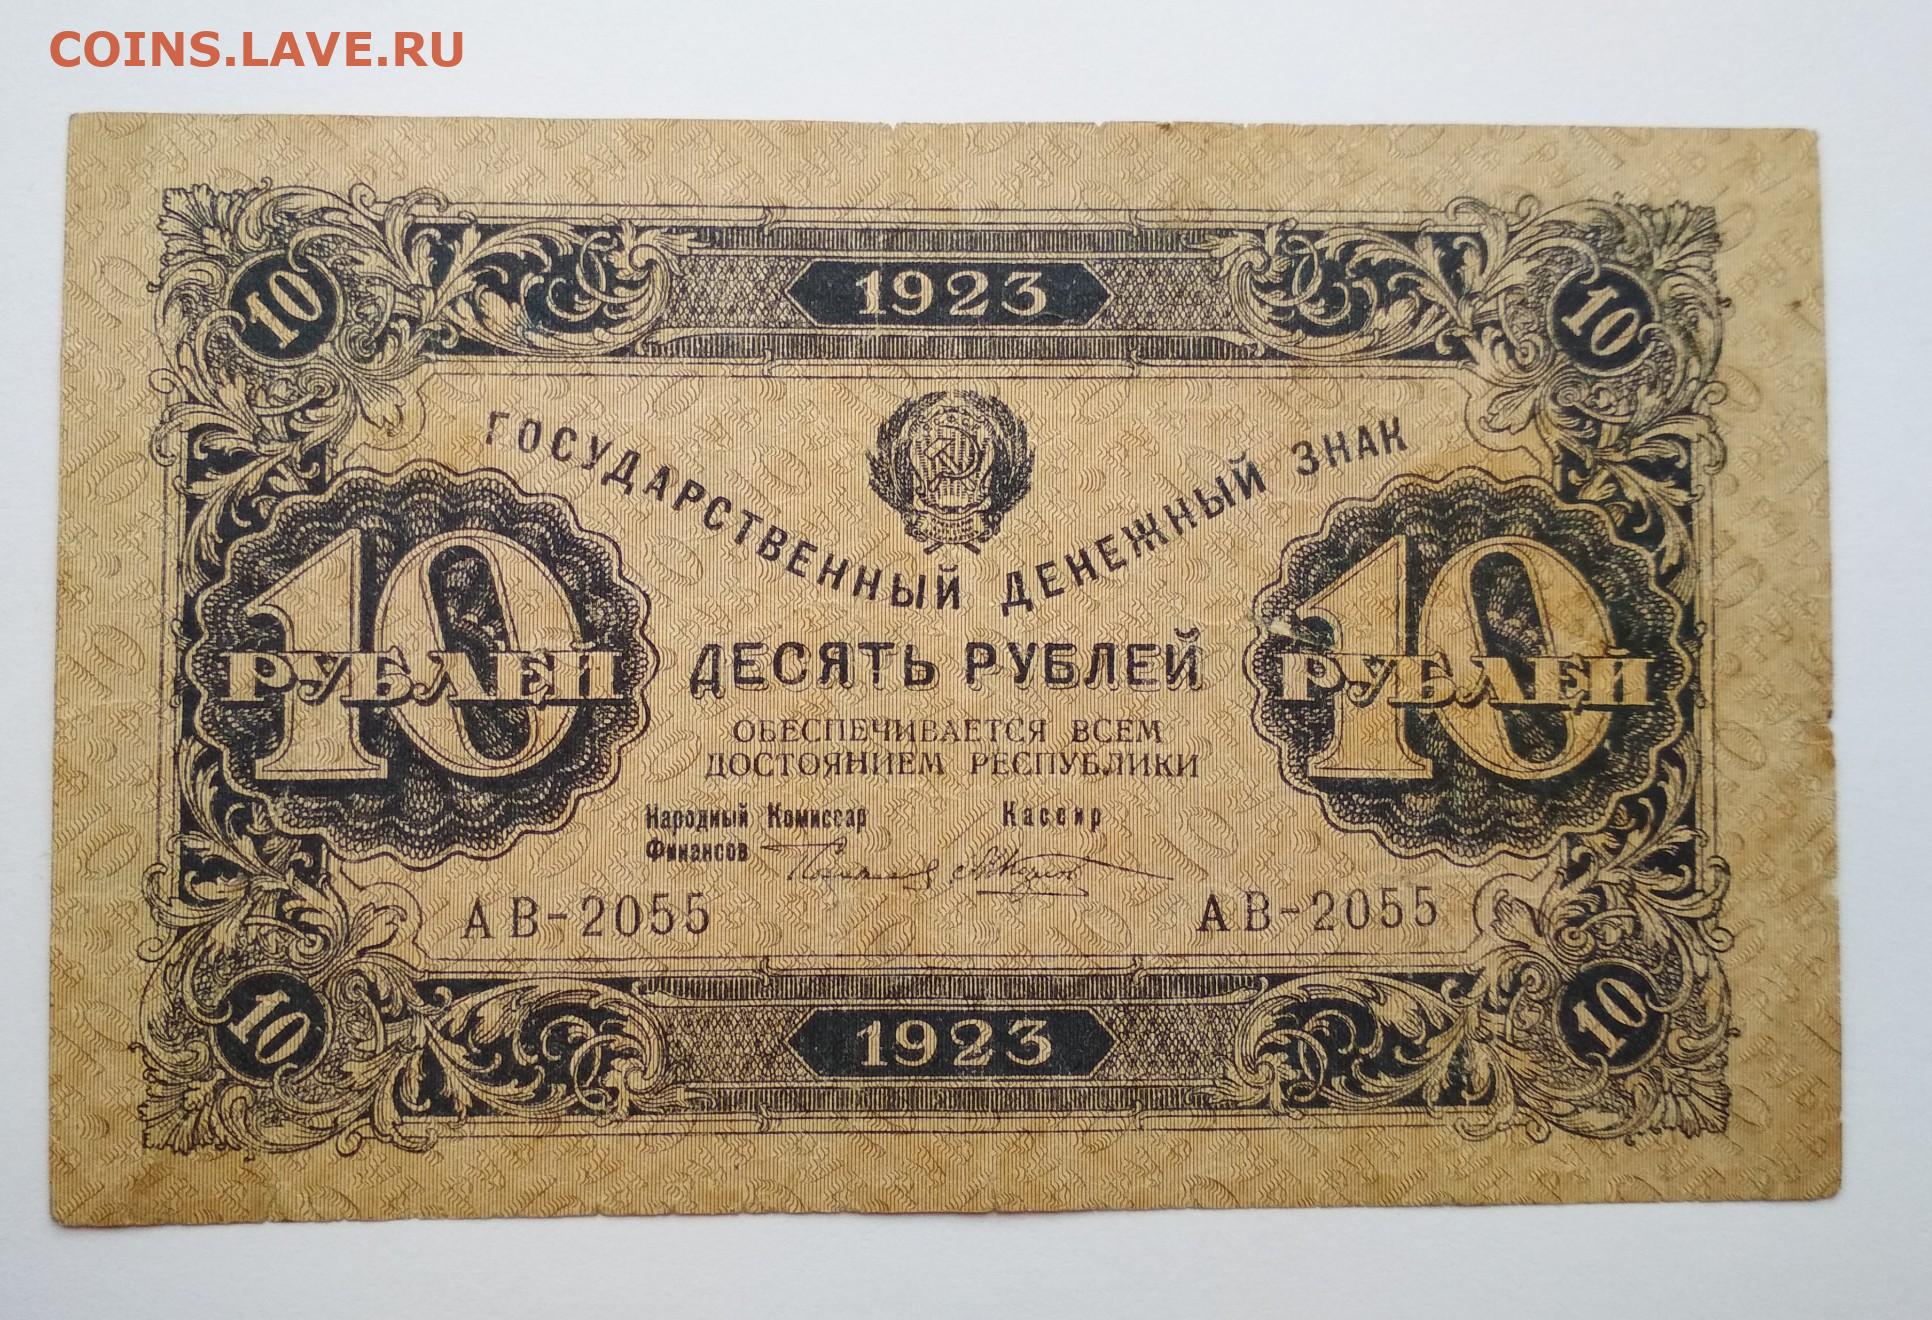 COINS.LAVE.RU
1923
10 10
ГОСУДАРСТВЕННЫЙ ДЕНЕЖНЫЙ ЗНАК
10 РУБЛЕЙ
ДЕСЯТЬ РУБЛЕЙ
10 РУБЛЕЙ
ОБЕСПЕЧИВАЕТСЯ ВСЕМ
ДОСТОЯНИЕМ РЕСПУБЛИКИ
Народный Комиссар
Финансов
Кассир
АВ-2055 АВ-2055
10 10
1923